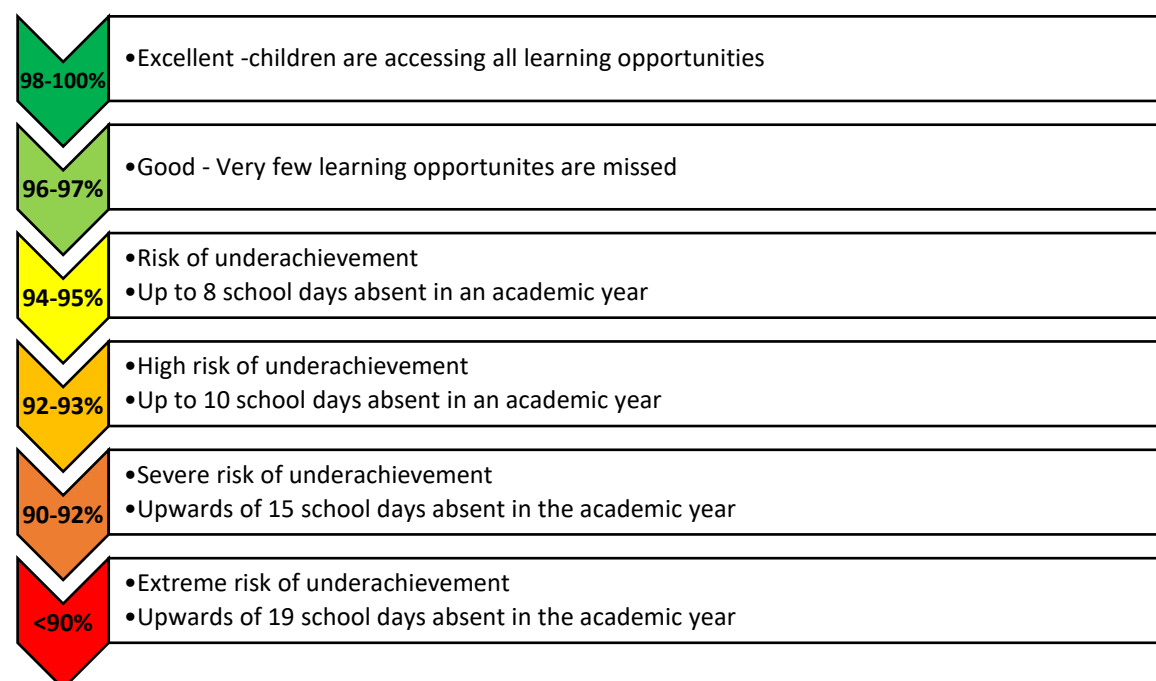 98-100%
•Excellent -children are accessing all learning opportunities
96-97%
•Good - Very few learning opportunites are missed
94-95%
•Risk of underachievement
•Up to 8 school days absent in an academic year
92-93%
•High risk of underachievement
•Up to 10 school days absent in an academic year
90-92%
•Severe risk of underachievement
•Upwards of 15 school days absent in the academic year
<90%
•Extreme risk of underachievement
•Upwards of 19 school days absent in the academic year